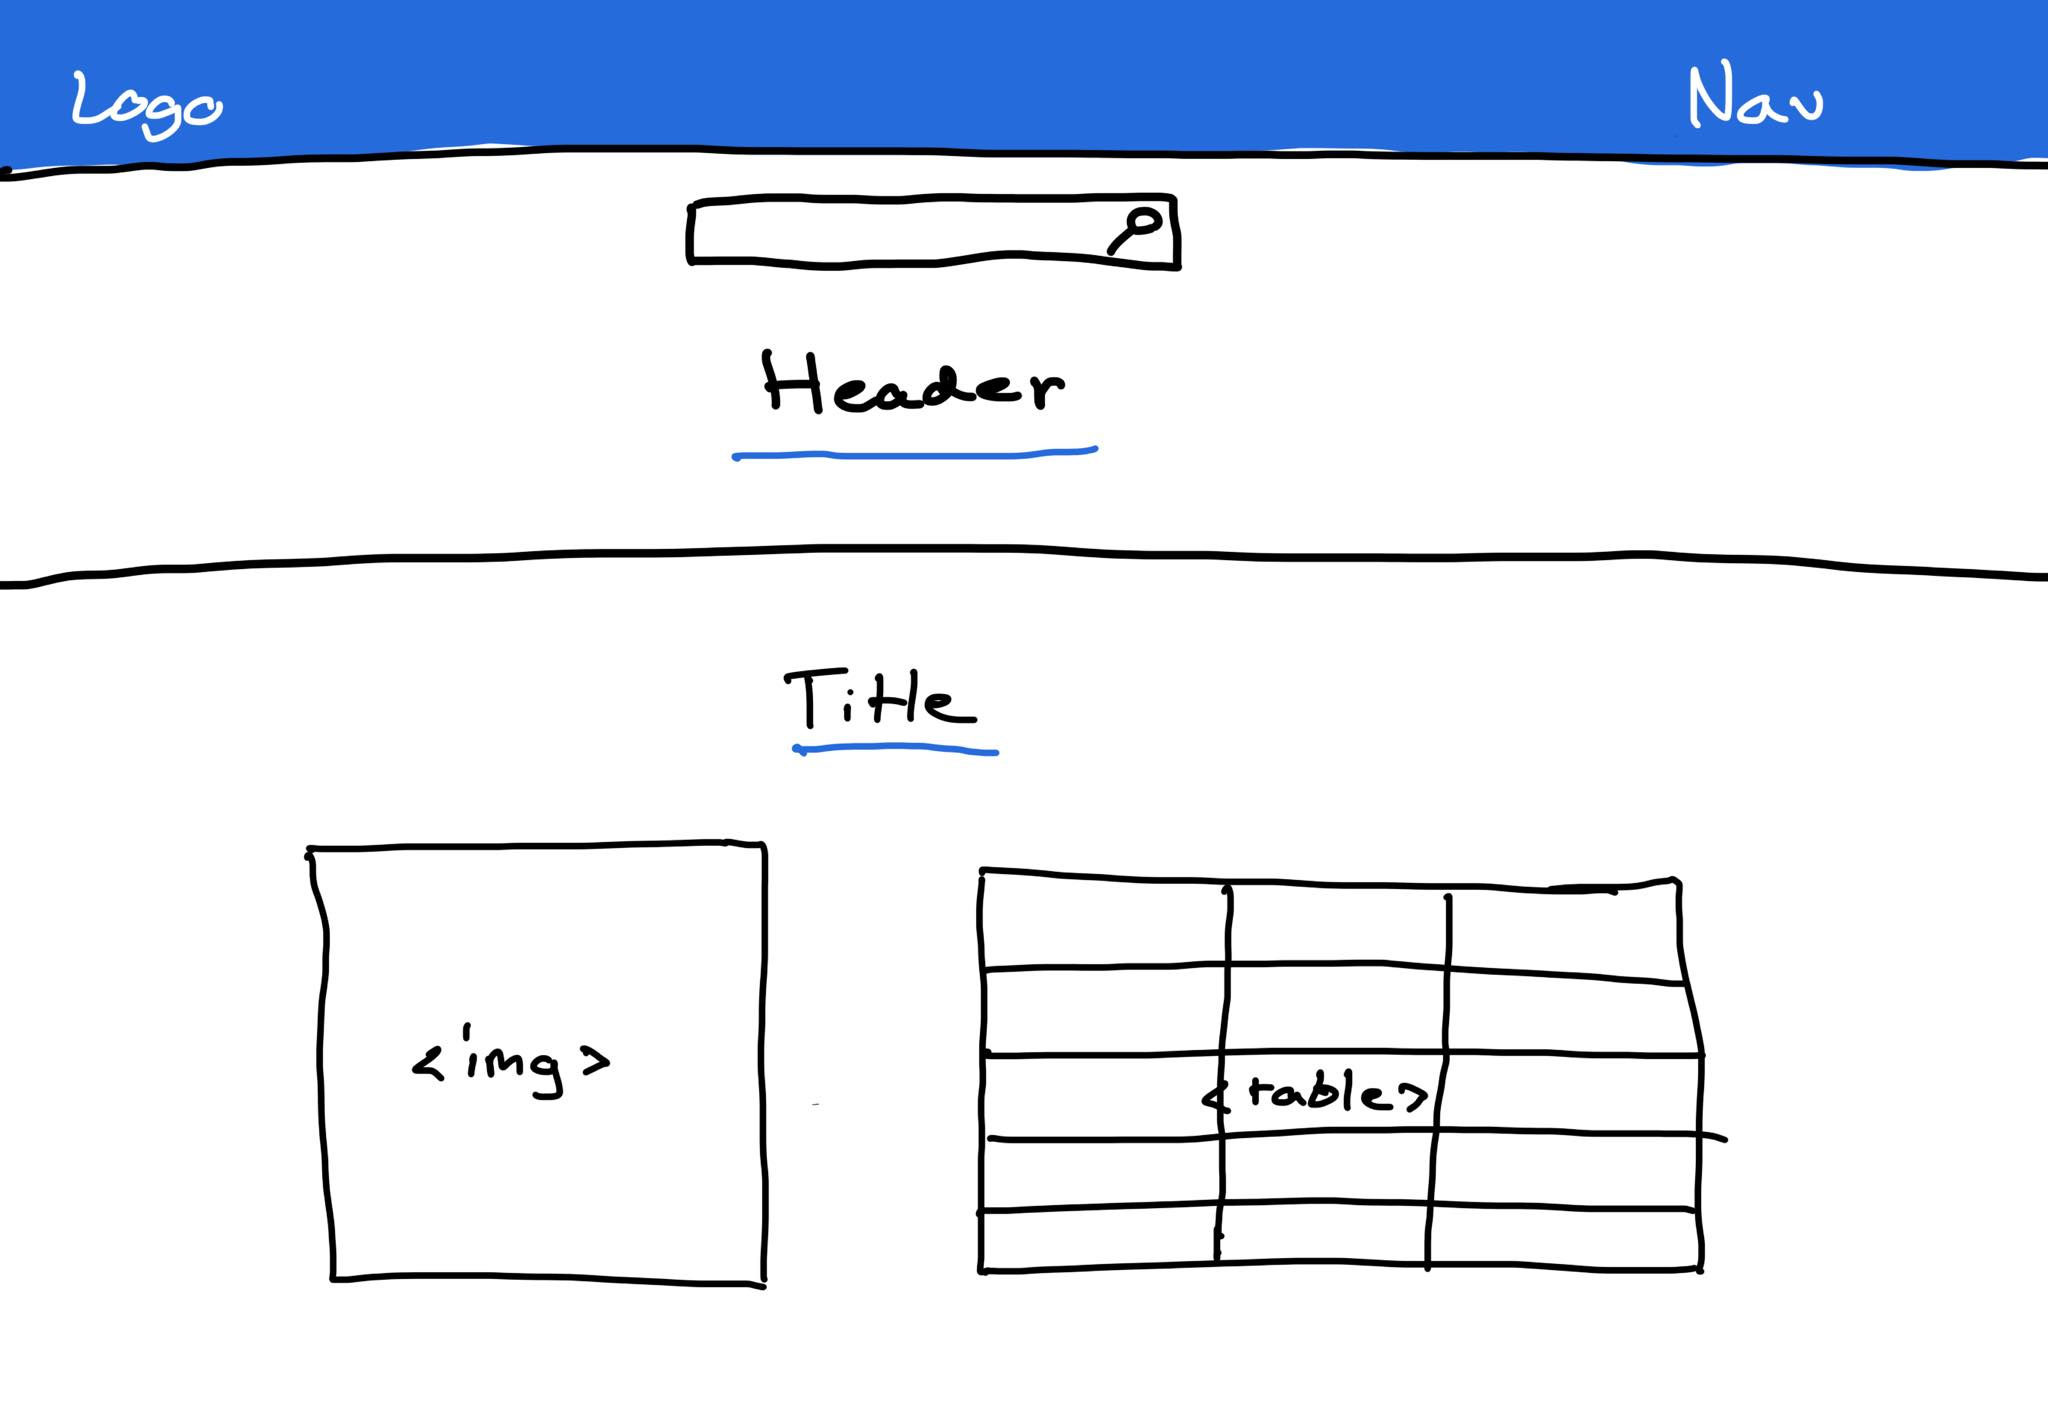 Logo
Nav
Header
Title
<img>
<table>